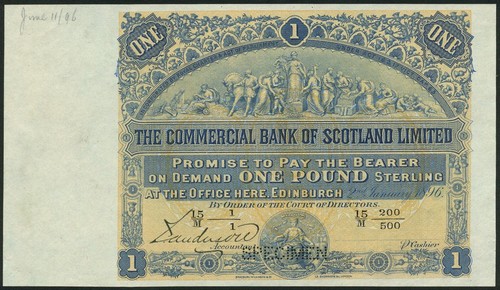 June 11/96
ONE 1 ONE
THE COMMERCIAL BANK OF SCOTLAND LIMITED
PROMISE TO PAY THE BEARER
ON DEMAND ONE POUND STERLING
AT THE OFFICE HERE, EDINBURGH 2nd January 1896.
BY ORDER OF THE COURT OF DIRECTORS.
15/M 1/1 15/M 200/500
Accountant
P Cashier
SPECIMEN
1 1